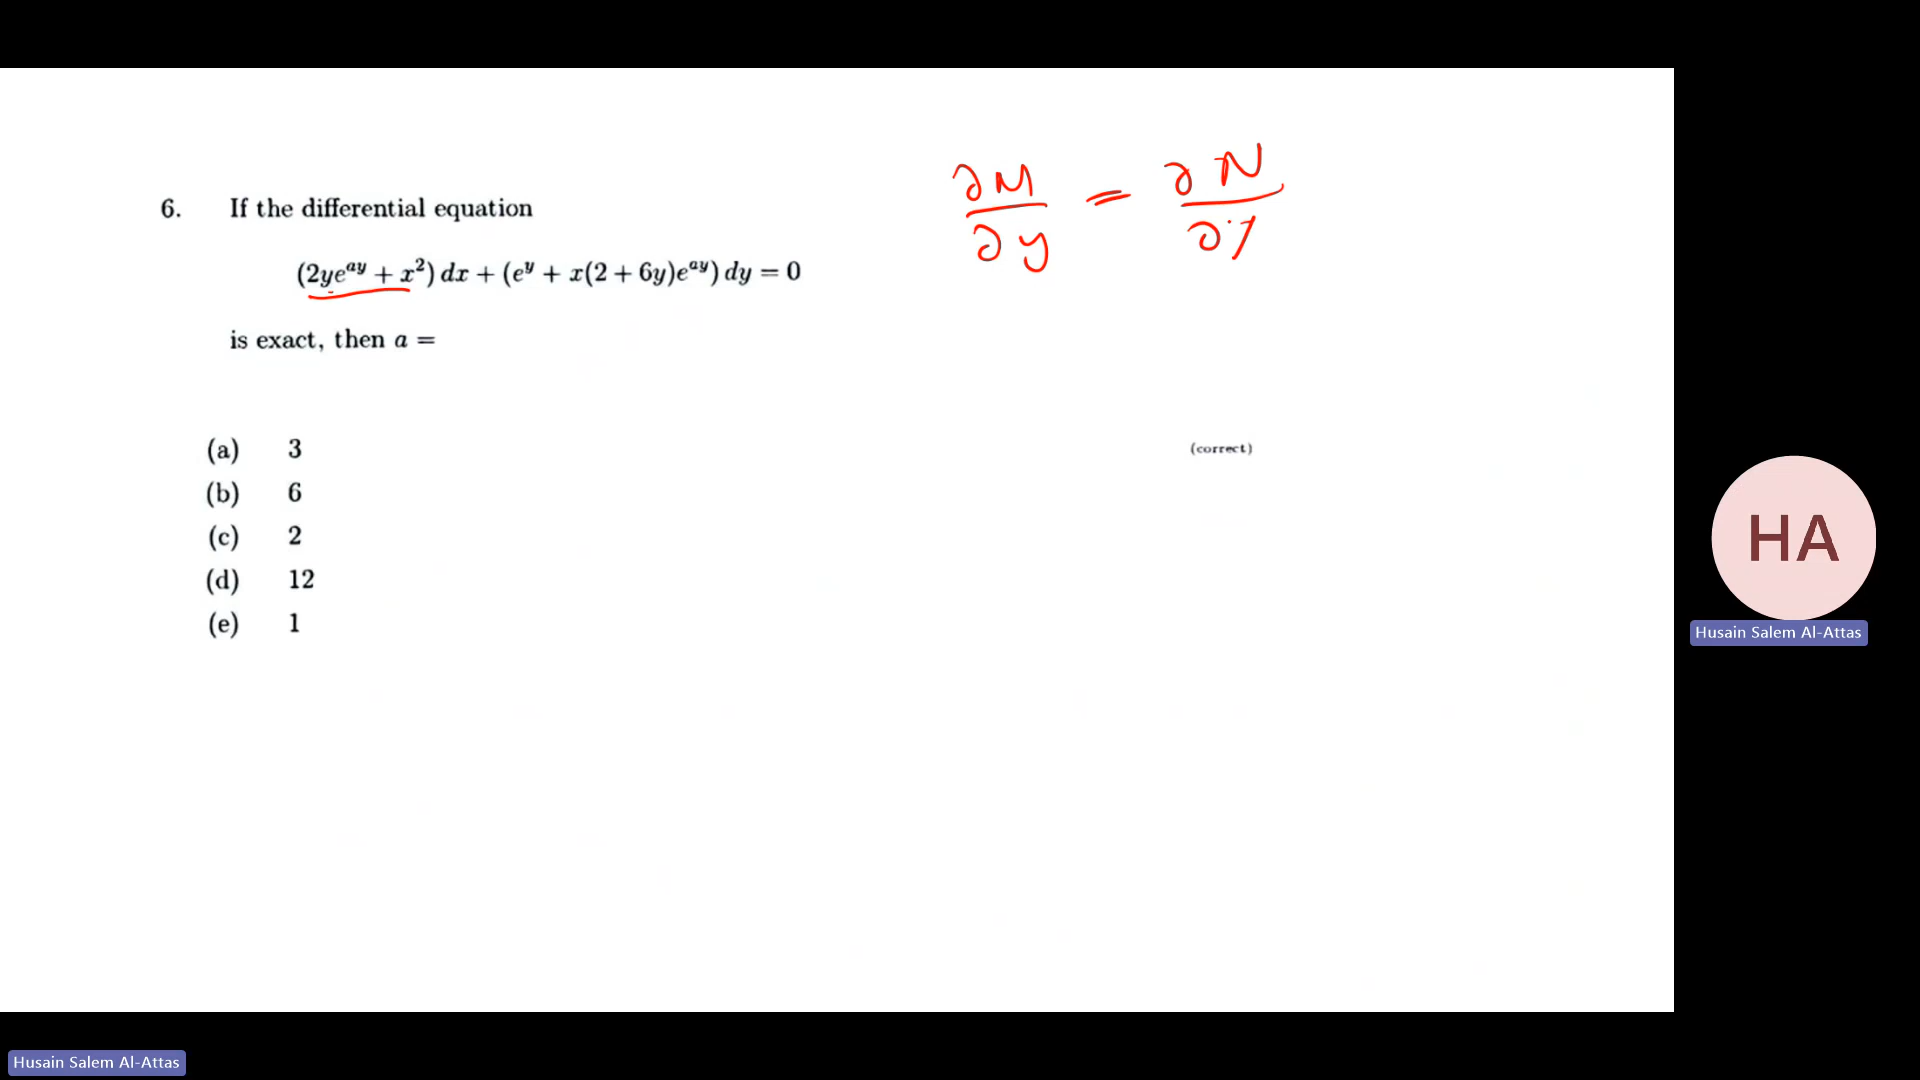 6. If the differential equation
(2ye^{ay} + x^2) dx + (e^y + x(2 + 6y)e^{ay}) dy = 0
is exact, then a =
(a) 3 (correct)
(b) 6
(c) 2
(d) 12
(e) 1
∂M/∂y = ∂N/∂x
HA
Husain Salem Al-Attas
Husain Salem Al-Attas